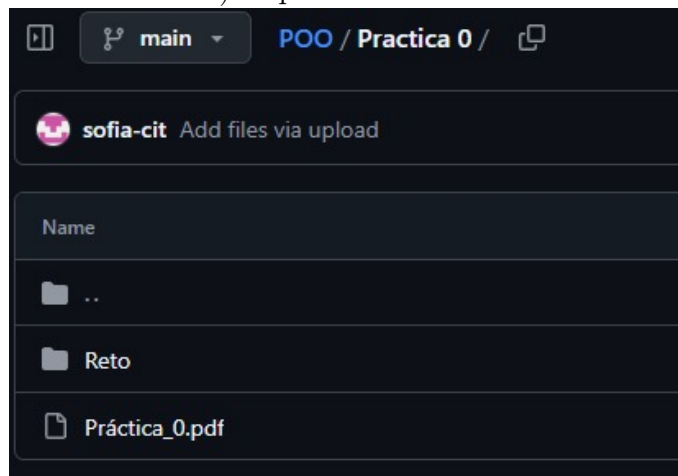 main POO / Practica 0 /
sofia-cit Add files via upload
Name
..
Reto
Práctica_0.pdf